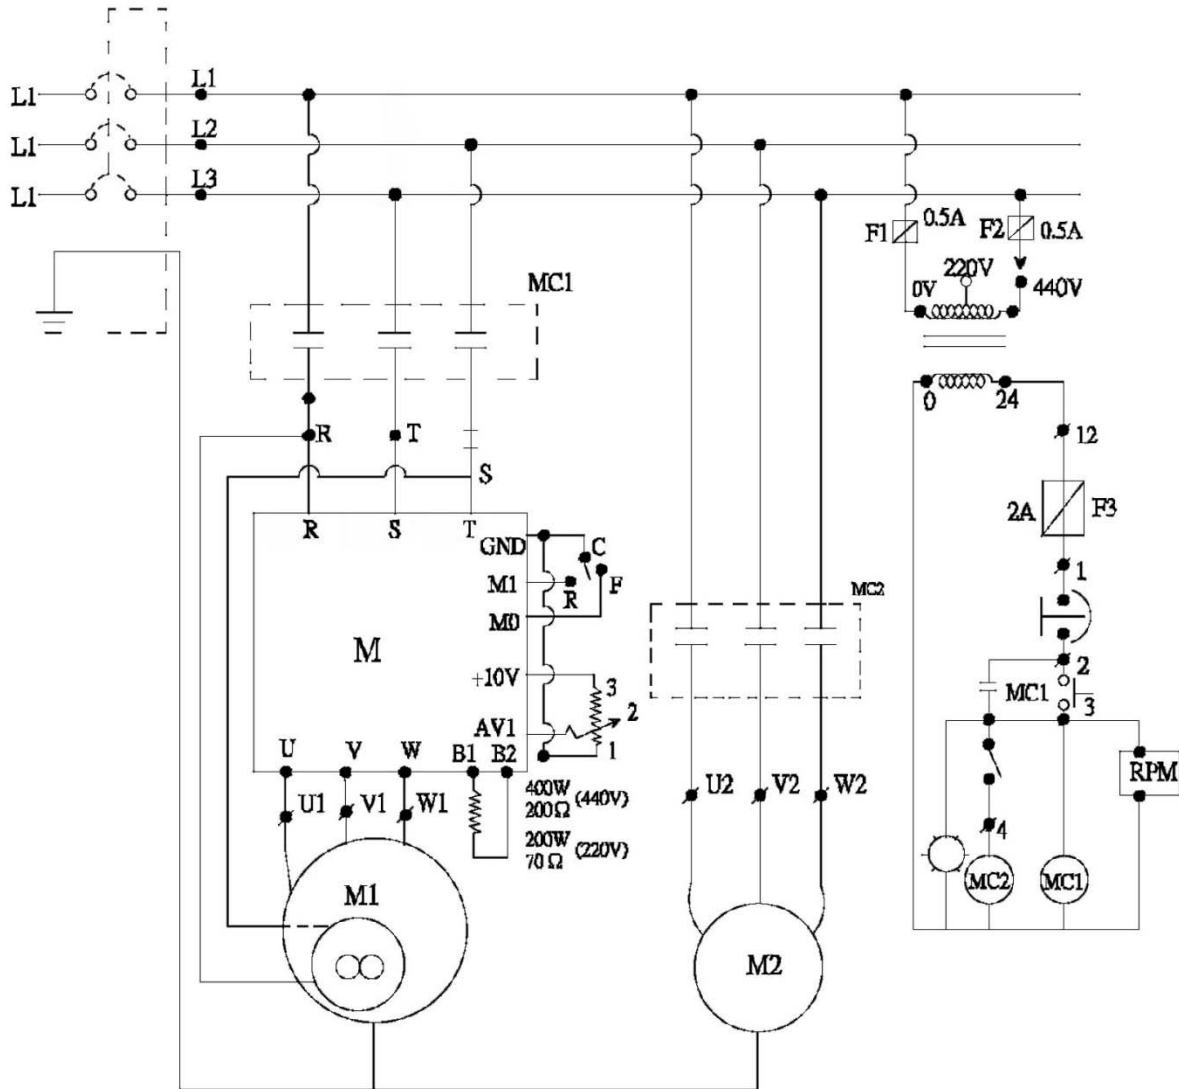 L1
L1
L1
L1
L2
L3
MC1
R
T
S
R
S
T
GND
C
M1
R
F
M0
M
+10V
3
2
AV1
1
U
V
W
B1
B2
U1
V1
W1
400W
200Ω (440V)
200W
70Ω (220V)
M1
MC2
U2
V2
W2
M2
F1
0.5A
F2
0.5A
220V
0V
440V
0
24
12
2A
F3
1
2
MC1
3
RPM
4
MC2
MC1